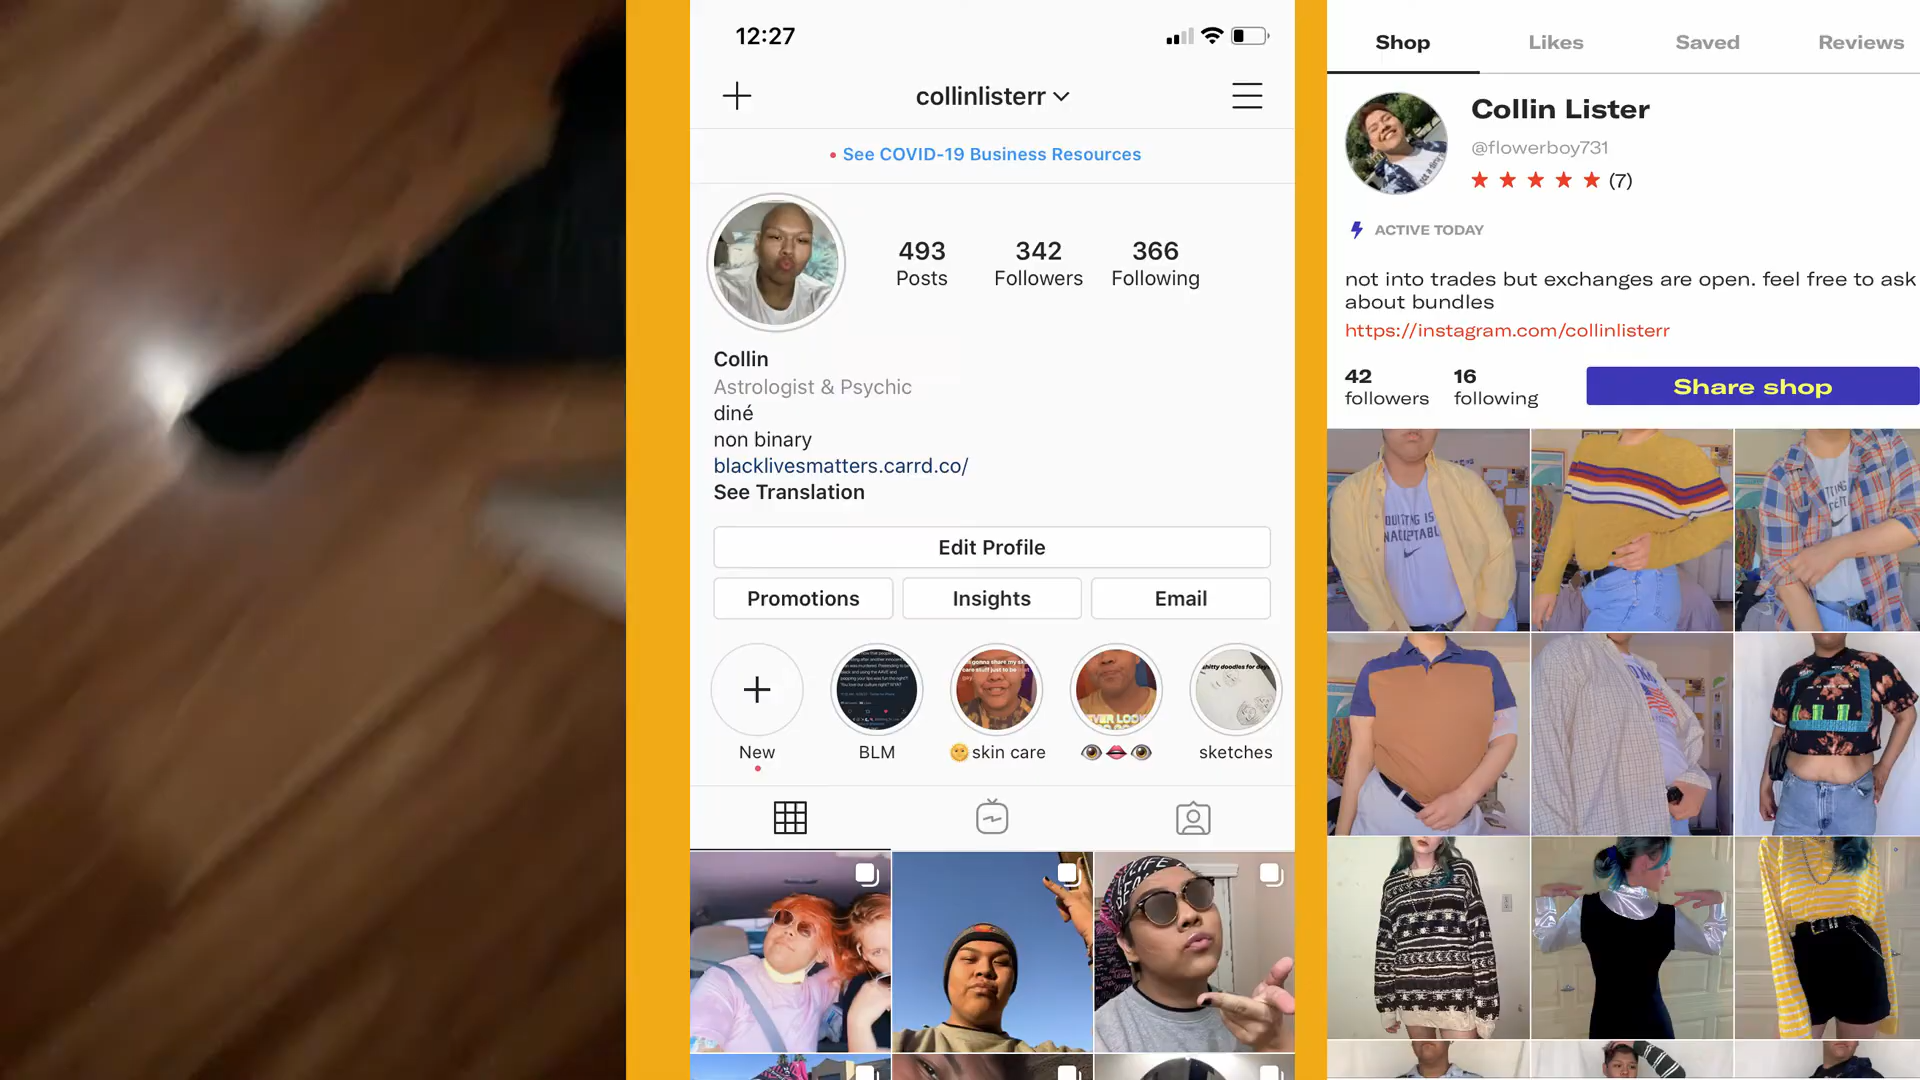 12:27
collinlisterr
See COVID-19 Business Resources
493
342
366
Posts
Followers
Following
Collin
Astrologist & Psychic
diné
non binary
blacklivesmatters.carrd.co/
See Translation
Edit Profile
Promotions
Insights
Email
New
BLM
skin care
sketches
Shop
Likes
Saved
Reviews
Collin Lister
@flowerboy731
(7)
ACTIVE TODAY
not into trades but exchanges are open. feel free to ask
about bundles
https://instagram.com/collinlisterr
42
followers
16
following
Share shop